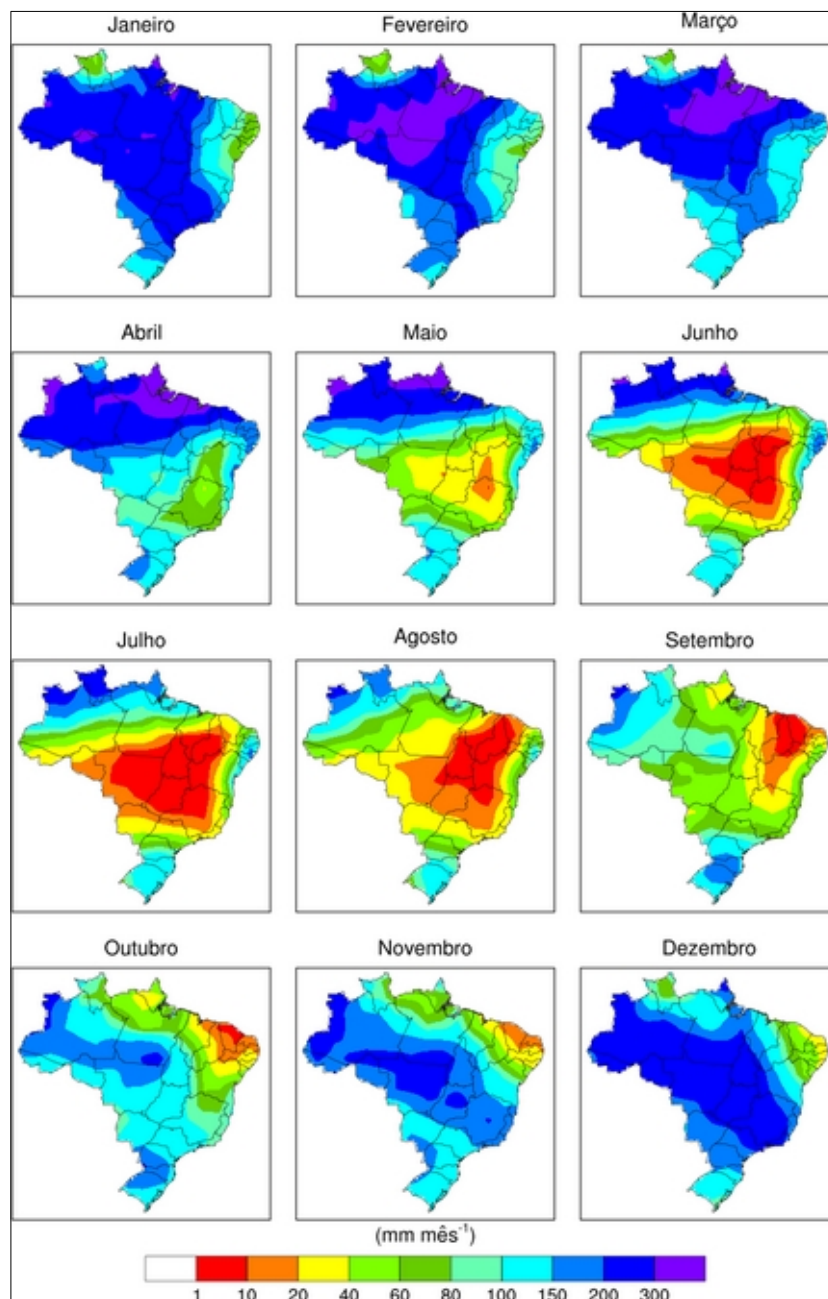 Janeiro
Fevereiro
Março
Abril
Maio
Junho
Julho
Agosto
Setembro
Outubro
Novembro
Dezembro
(mm mês⁻¹)
1 10 20 40 60 80 100 150 200 300